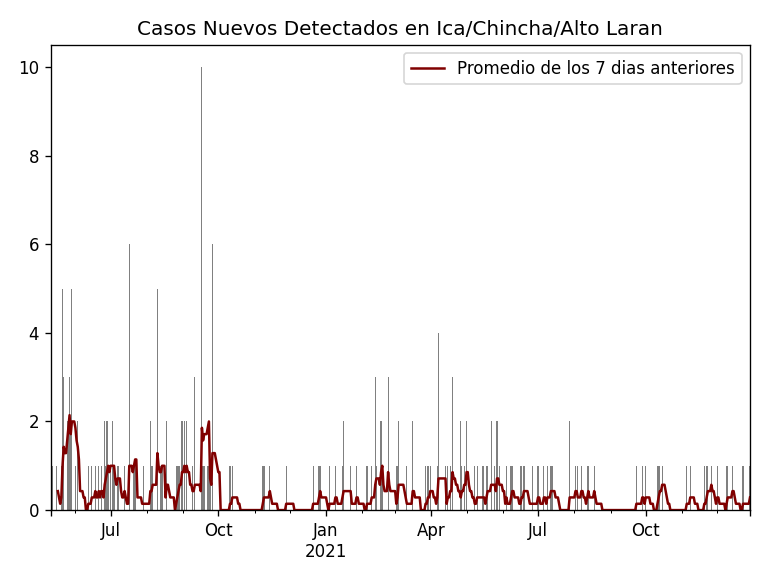 Casos Nuevos Detectados en Ica/Chincha/Alto Laran
Promedio de los 7 dias anteriores
10
8
6
4
2
0
Jul
Oct
Jan
2021
Apr
Jul
Oct